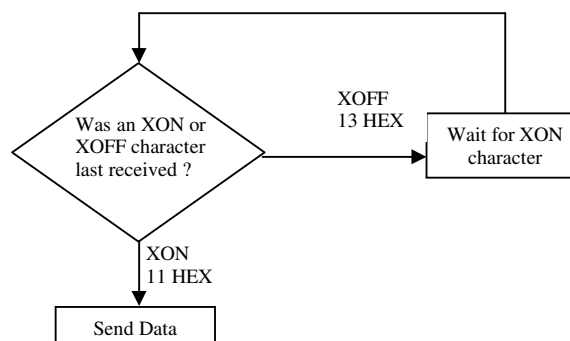 Was an XON or
XOFF character
last received ?
XOFF
13 HEX
Wait for XON
character
XON
11 HEX
Send Data